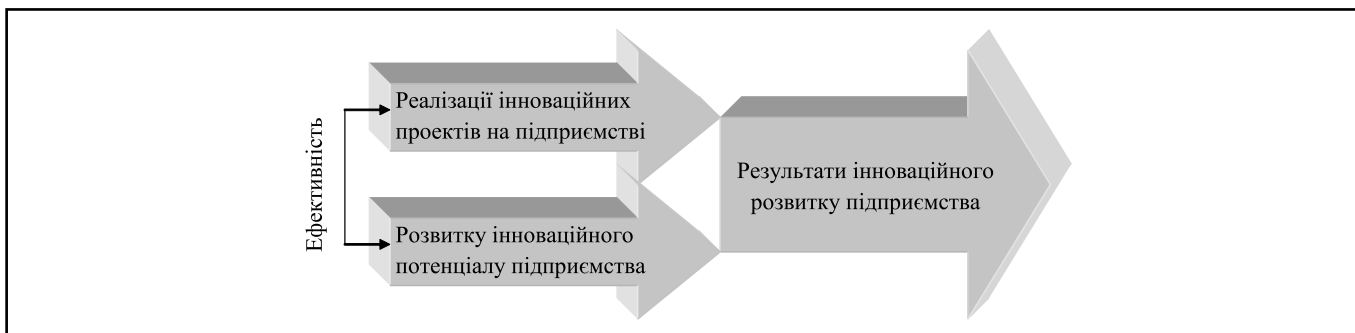 Ефективність
Реалізації інноваційних
проектів на підприємстві
Розвитку інноваційного
потенціалу підприємства
Результати інноваційного
розвитку підприємства